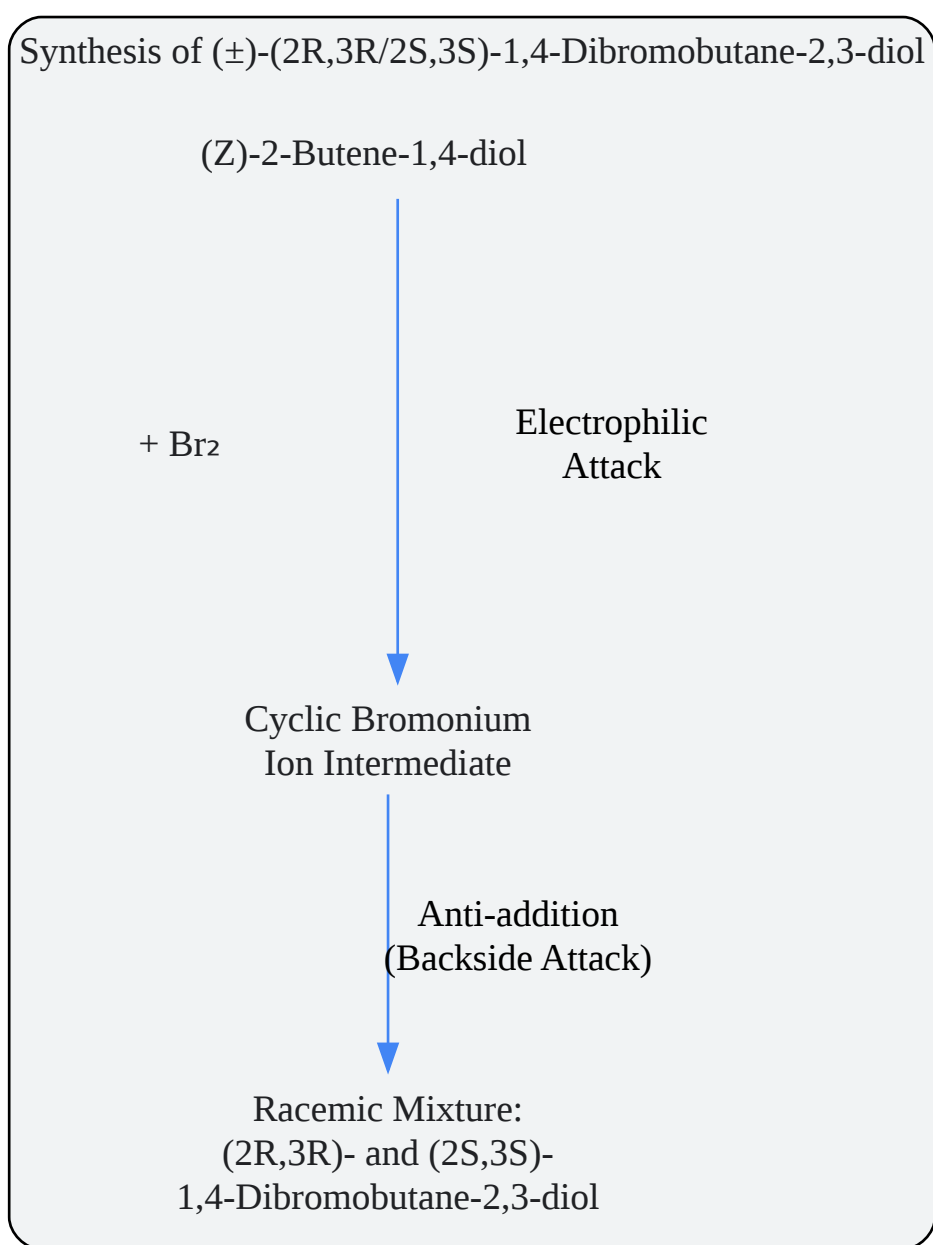 Synthesis of (±)-(2R,3R/2S,3S)-1,4-Dibromobutane-2,3-diol
(Z)-2-Butene-1,4-diol
+ Br₂
Electrophilic
Attack
Cyclic Bromonium
Ion Intermediate
Anti-addition
(Backside Attack)
Racemic Mixture:
(2R,3R)- and (2S,3S)-
1,4-Dibromobutane-2,3-diol